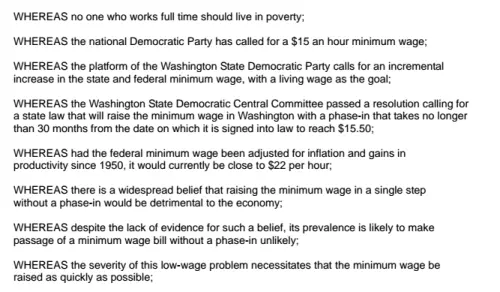 WHEREAS no one who works full time should live in poverty;
WHEREAS the national Democratic Party has called for a $15 an hour minimum wage;
WHEREAS the platform of the Washington State Democratic Party calls for an incremental
increase in the state and federal minimum wage, with a living wage as the goal;
WHEREAS the Washington State Democratic Central Committee passed a resolution calling for
a state law that will raise the minimum wage in Washington with a phase-in that takes no longer
than 30 months from the date on which it is signed into law to reach $15.50;
WHEREAS had the federal minimum wage been adjusted for inflation and gains in
productivity since 1950, it would currently be close to $22 per hour;
WHEREAS there is a widespread belief that raising the minimum wage in a single step
without a phase-in would be detrimental to the economy;
WHEREAS despite the lack of evidence for such a belief, its prevalence is likely to make
passage of a minimum wage bill without a phase-in unlikely;
WHEREAS the severity of this low-wage problem necessitates that the minimum wage be
raised as quickly as possible;